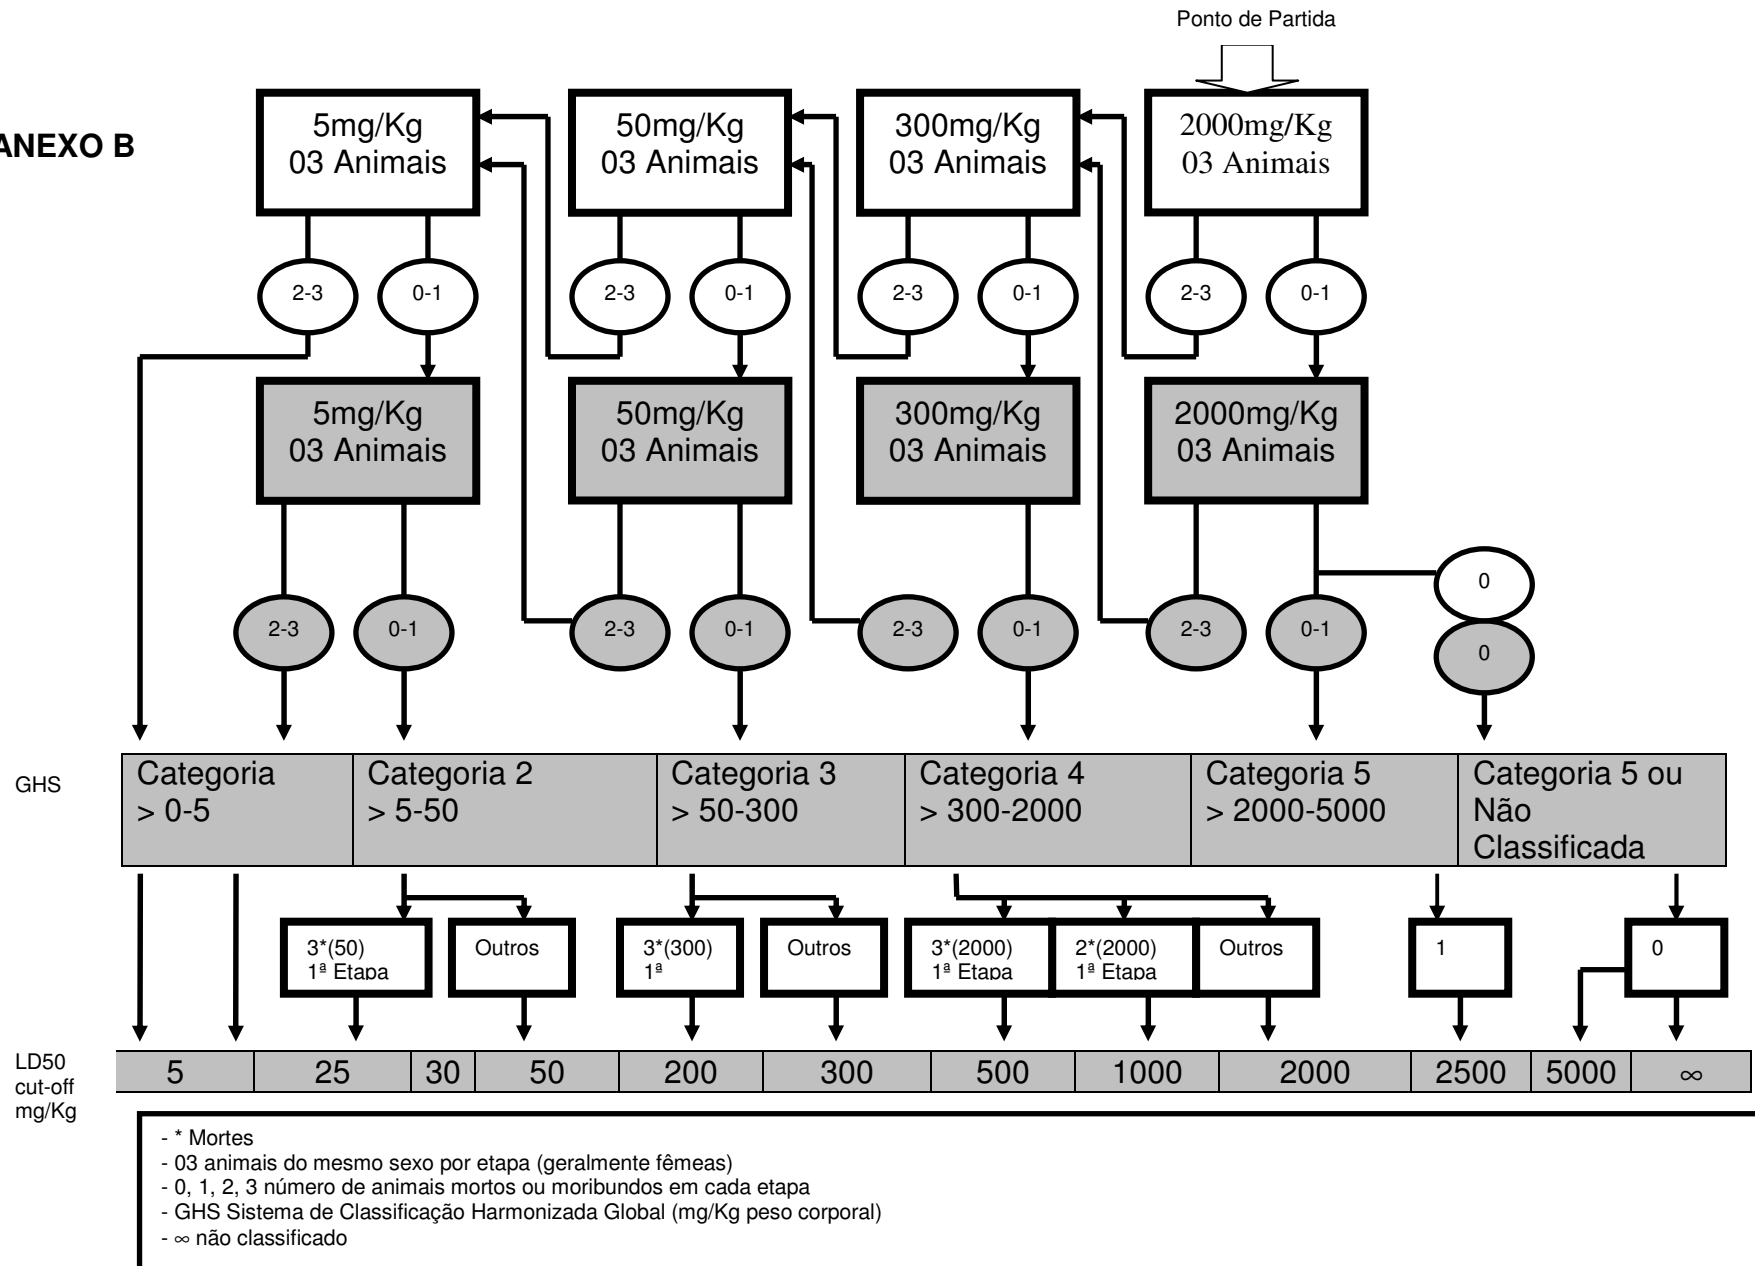 Ponto de Partida
ANEXO B
5mg/Kg
03 Animais
50mg/Kg
03 Animais
300mg/Kg
03 Animais
2000mg/Kg
03 Animais
2-3
0-1
2-3
0-1
2-3
0-1
2-3
0-1
5mg/Kg
03 Animais
50mg/Kg
03 Animais
300mg/Kg
03 Animais
2000mg/Kg
03 Animais
0
2-3
0-1
2-3
0-1
2-3
0-1
2-3
0-1
0
GHS
Categoria
> 0-5
Categoria 2
> 5-50
Categoria 3
> 50-300
Categoria 4
> 300-2000
Categoria 5
> 2000-5000
Categoria 5 ou
Não
Classificada
3*(50)
1ª Etapa
Outros
3*(300)
1ª
Outros
3*(2000)
1ª Etapa
2*(2000)
1ª Etapa
Outros
1
0
LD50
cut-off
mg/Kg
5
25
30
50
200
300
500
1000
2000
2500
5000
∞
- * Mortes
- 03 animais do mesmo sexo por etapa (geralmente fêmeas)
- 0, 1, 2, 3 número de animais mortos ou moribundos em cada etapa
- GHS Sistema de Classificação Harmonizada Global (mg/Kg peso corporal)
- ∞ não classificado